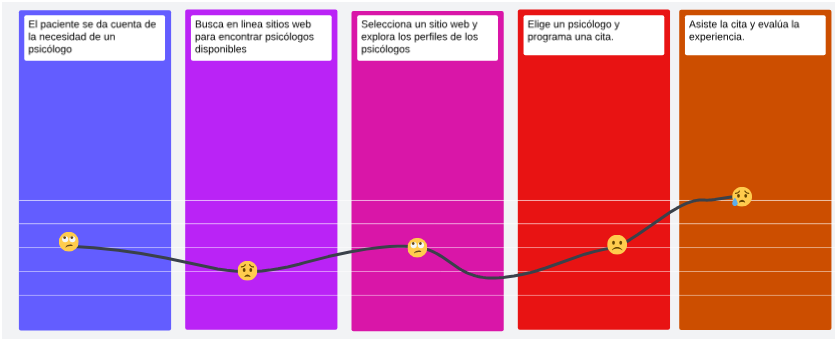 El paciente se da cuenta de
la necesidad de un
psicólogo
Busca en línea sitios web
para encontrar psicólogos
disponibles
Selecciona un sitio web y
explora los perfiles de los
psicólogos
Elige un psicólogo y
programa una cita.
Asiste la cita y evalúa la
experiencia.